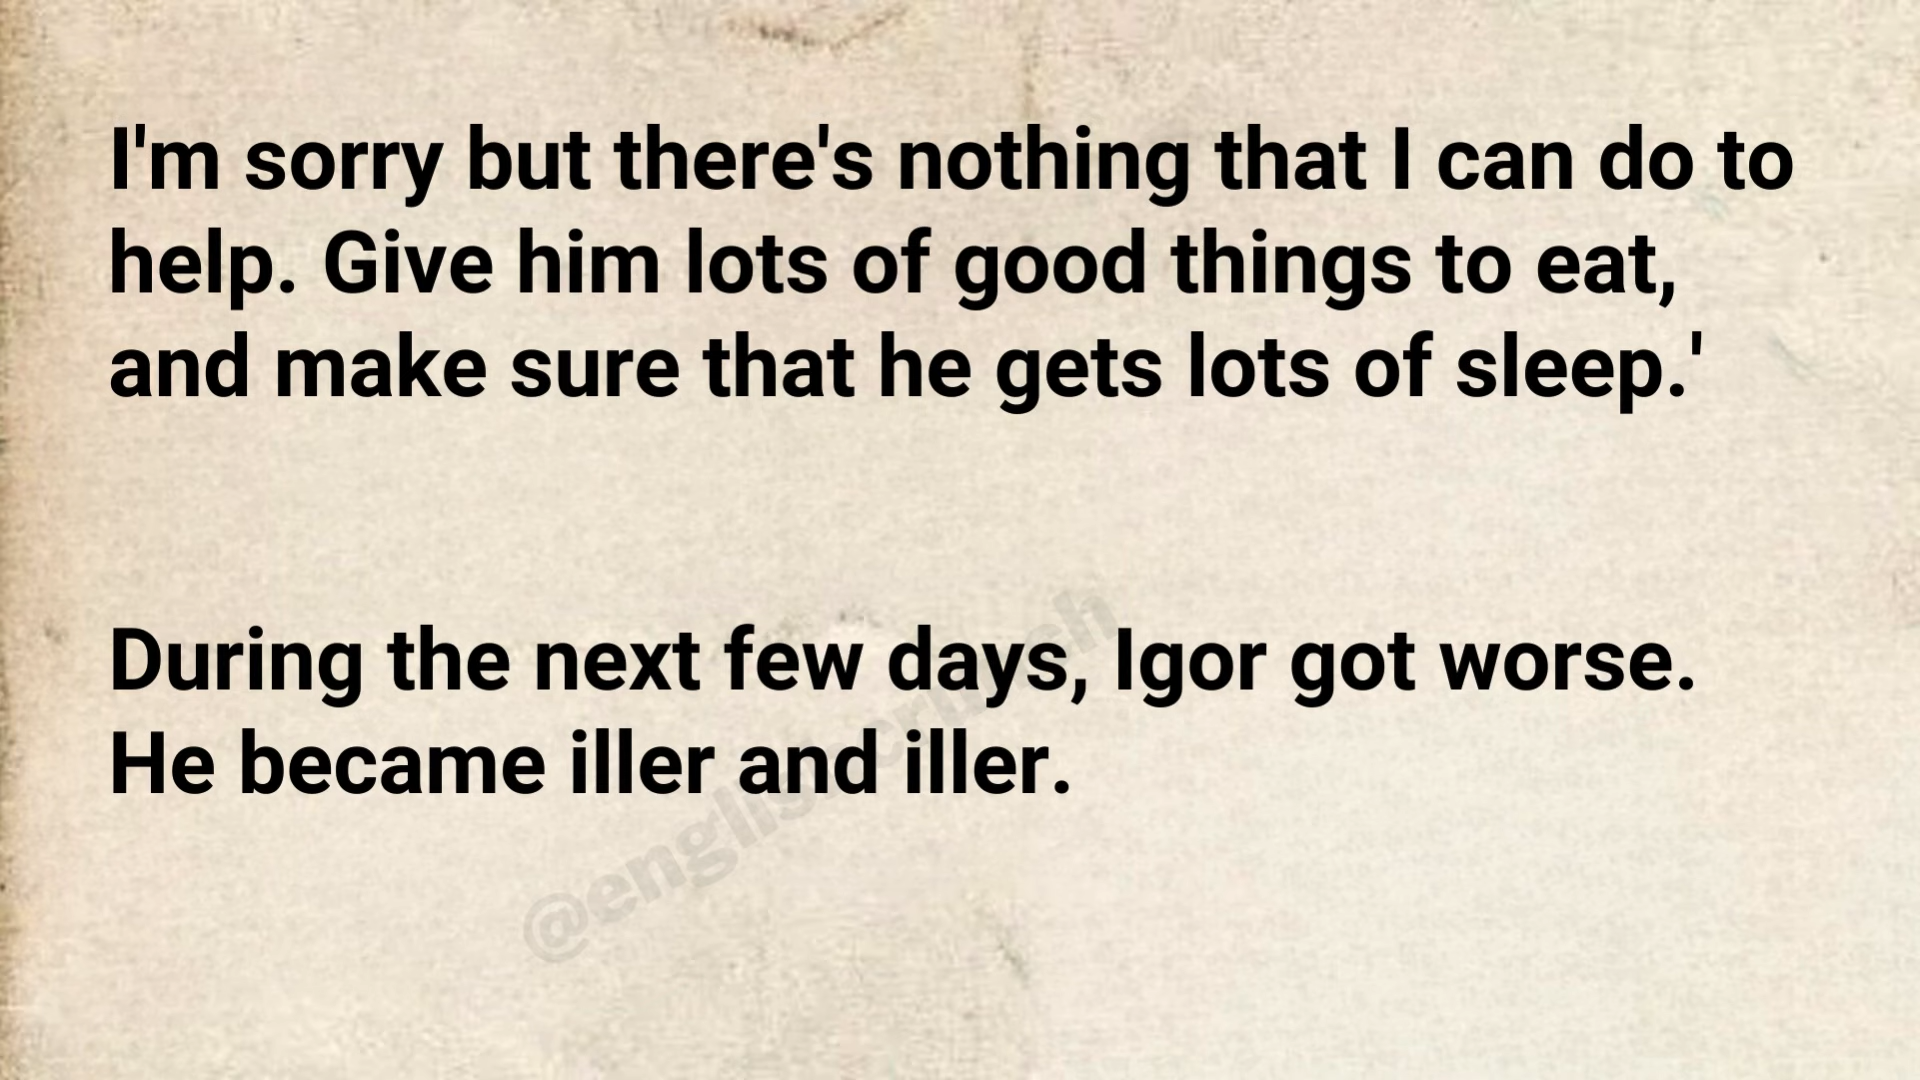 I'm sorry but there's nothing that I can do to
help. Give him lots of good things to eat,
and make sure that he gets lots of sleep.'
During the next few days, Igor got worse.
He became iller and iller.